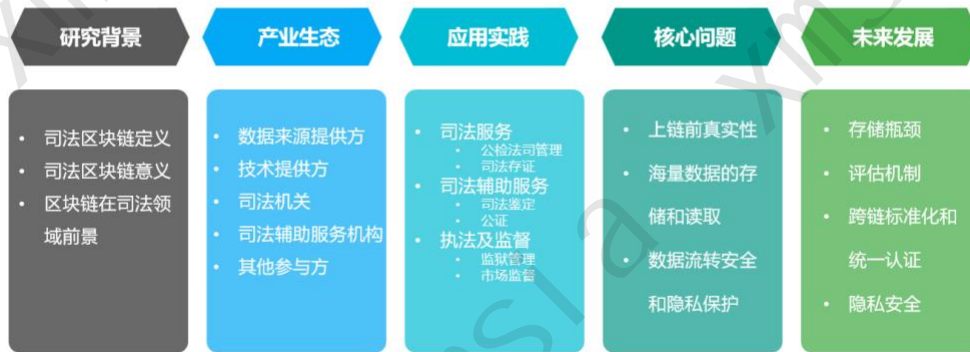 研究背景
产业生态
应用实践
核心问题
未来发展
• 司法区块链定义
• 司法区块链意义
• 区块链在司法领
域前景
• 数据来源提供方
• 技术提供方
• 司法机关
• 司法辅助服务机构
• 其他参与方
• 司法服务
• 公检法司管理
• 司法存证
• 司法辅助服务
• 司法鉴定
• 公证
• 执法及监督
• 监狱管理
• 市场监督
• 上链前真实性
• 海量数据的存
储和读取
• 数据流转安全
和隐私保护
• 存储瓶颈
• 评估机制
• 跨链标准化和
统一认证
• 隐私安全